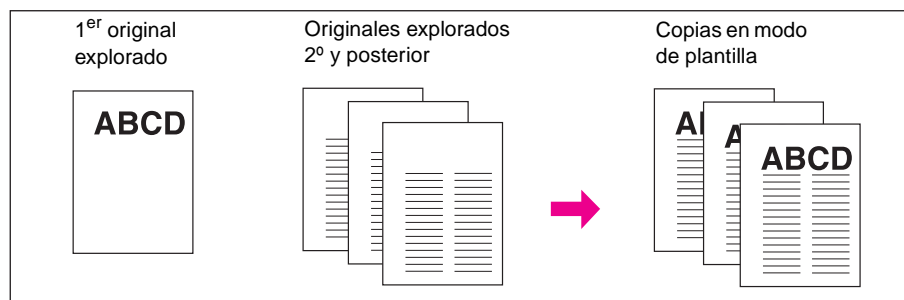 1er original
explorado
Originales explorados
2º y posterior
Copias en modo
de plantilla
ABCD
A
A
ABCD